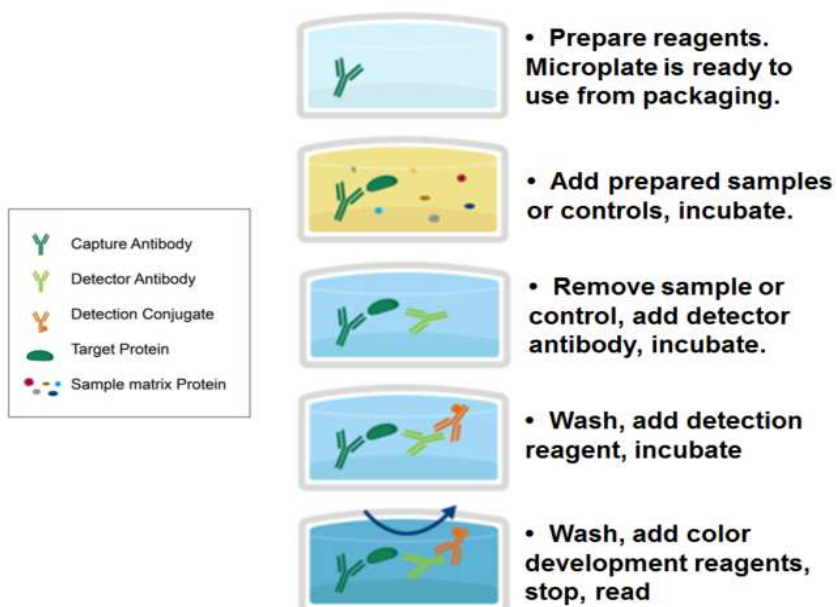 • Prepare reagents.
Microplate is ready to
use from packaging.
• Add prepared samples
or controls, incubate.
Capture Antibody
Detector Antibody
Detection Conjugate
Target Protein
Sample matrix Protein
• Remove sample or
control, add detector
antibody, incubate.
• Wash, add detection
reagent, incubate
• Wash, add color
development reagents,
stop, read